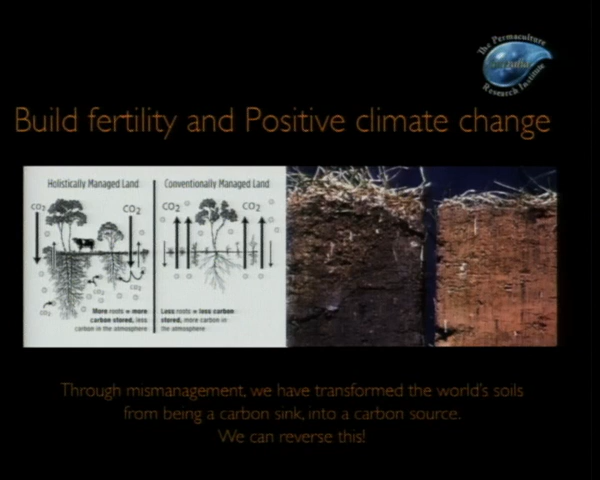 The Permaculture
Research Institute
Build fertility and Positive climate change
Holistically Managed Land
Conventionally Managed Land
CO2
CO2
CO2
CO2
More roots = more
carbon stored, less
carbon in the atmosphere
Less roots = less carbon
stored, more carbon in
the atmosphere
Through mismanagement, we have transformed the world's soils
from being a carbon sink, into a carbon source.
We can reverse this!